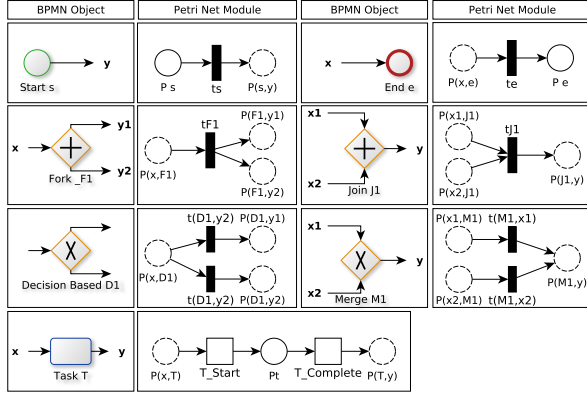 BPMN Object
Petri Net Module
BPMN Object
Petri Net Module
y
Start s
P s
ts
P(s,y)
x
End e
P(x,e)
te
P e
x
y1
y2
Fork _F1
P(x,F1)
tF1
P(F1,y1)
P(F1,y2)
x1
x2
y
Join J1
P(x1,J1)
P(x2,J1)
tJ1
P(J1,y)
Decision Based D1
P(x,D1)
t(D1,y2)
P(D1,y1)
t(D1,y2)
P(D1,y2)
x1
x2
y
Merge M1
P(x1,M1)
t(M1,x1)
P(x2,M1)
t(M1,x2)
P(M1,y)
x
y
Task T
P(x,T)
T_Start
Pt
T_Complete
P(T,y)